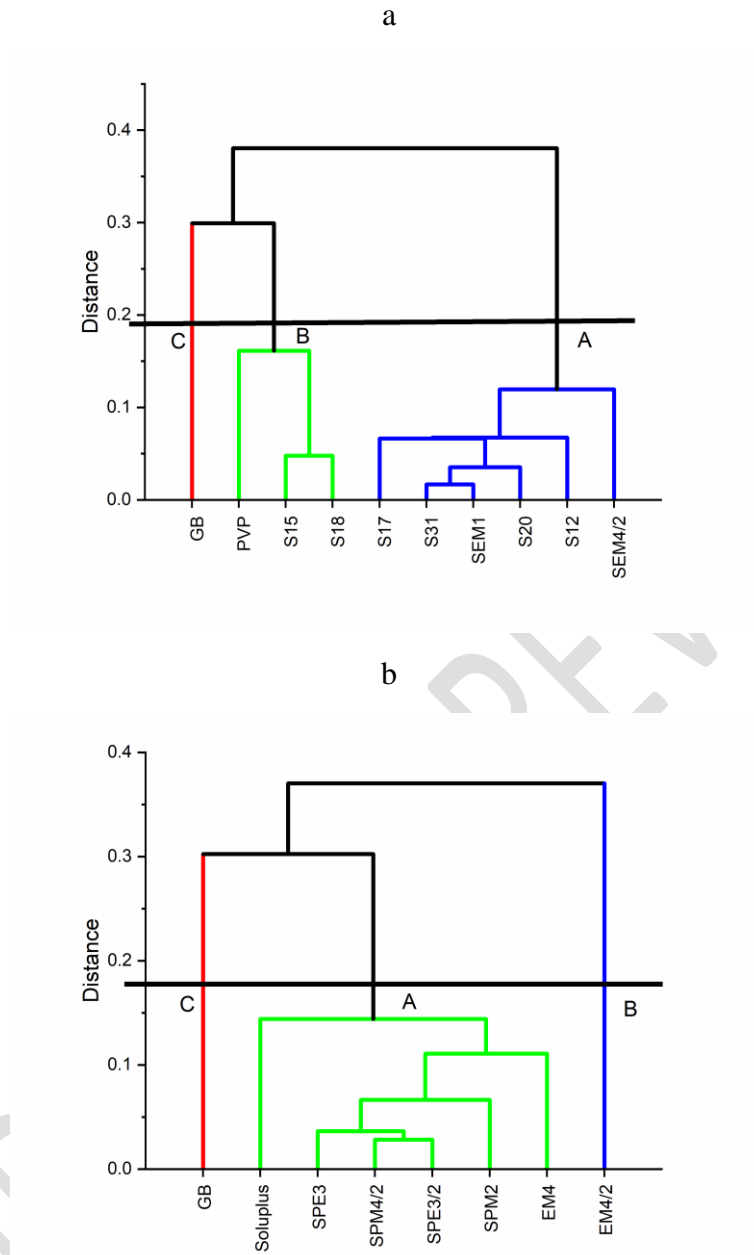 a
0.4
0.3
0.2
0.1
0.0
Distance
C
B
A
GB
PVP
S15
S18
S17
S31
SEM1
S20
S12
SEM4/2
b
0.4
0.3
0.2
0.1
0.0
Distance
C
A
B
GB
Soluplus
SPE3
SPM4/2
SPE3/2
SPM2
EM4
EM4/2